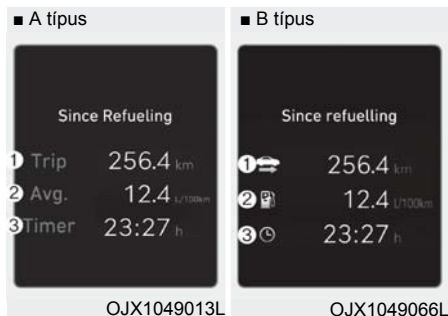 ■ A típus
Since Refueling
1 Trip 256.4 km
2 Avg. 12.4 L/100km
3 Timer 23:27 h
OJX1049013L
■ B típus
Since refuelling
1 256.4 km
2 12.4 L/100km
3 23:27 h
OJX1049066L